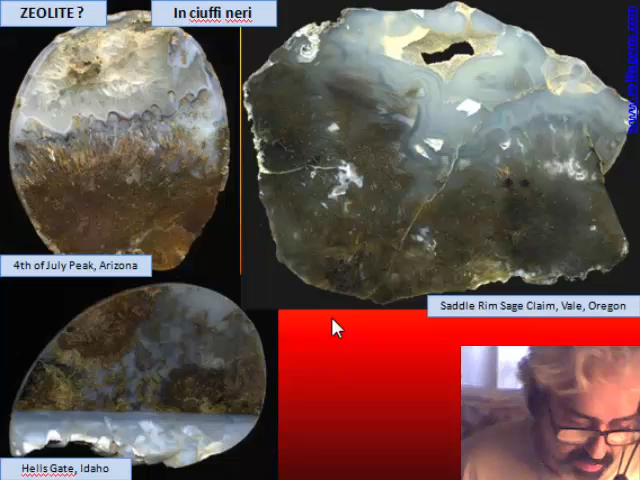 ZEOLITE ?
In ciuffi neri
4th of July Peak, Arizona
Saddle Rim Sage Claim, Vale, Oregon
Hells Gate, Idaho